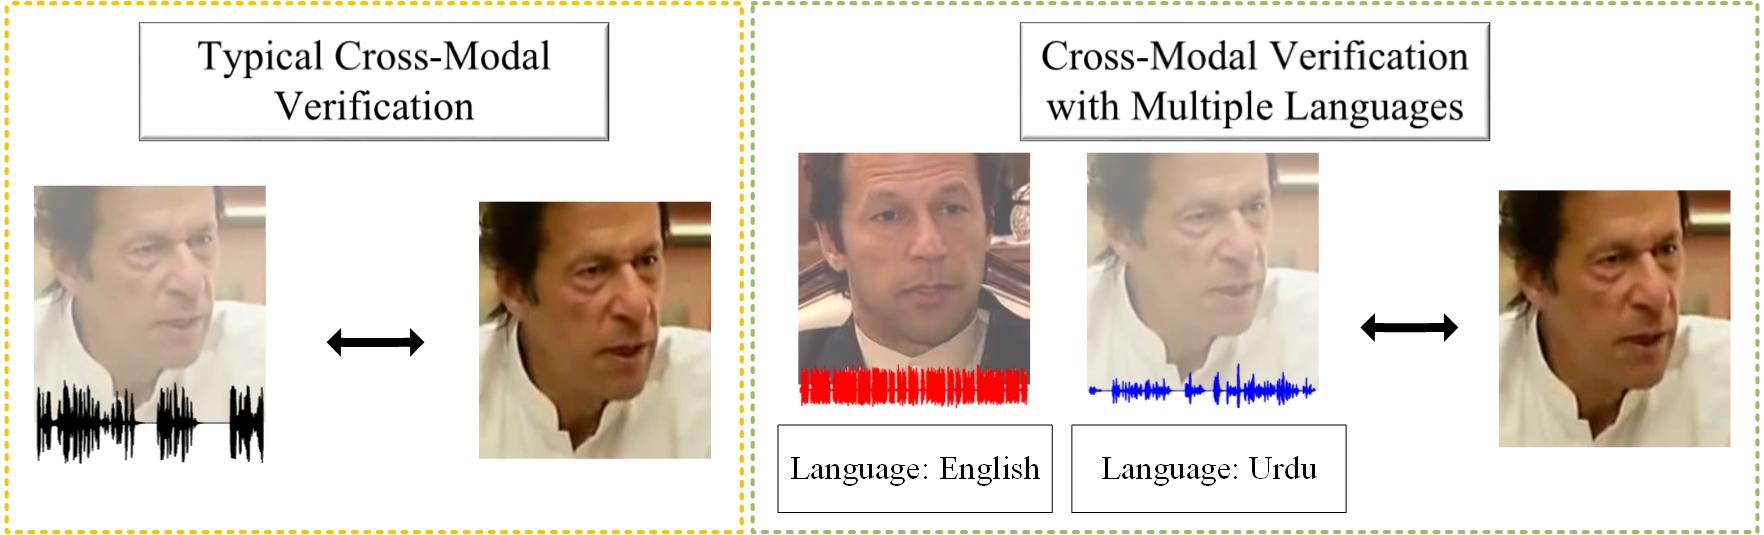 Typical Cross-Modal
Verification
Cross-Modal Verification
with Multiple Languages
Language: English
Language: Urdu